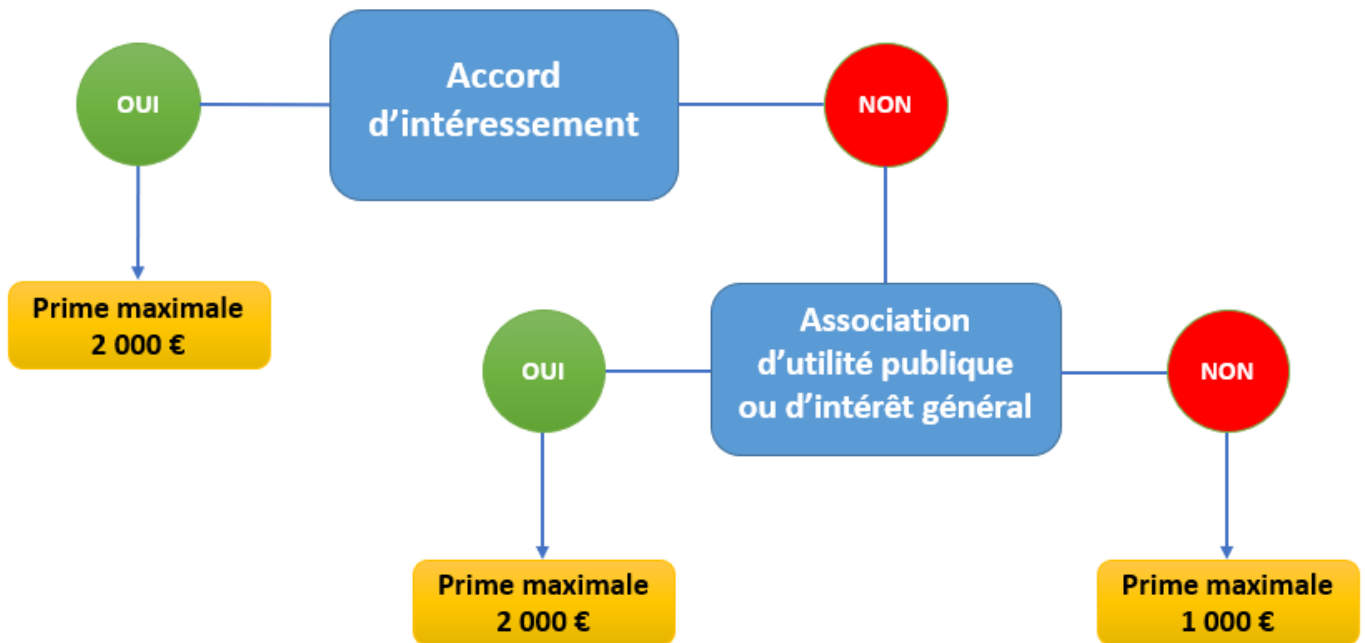 Accord
d’intéressement
OUI
NON
Prime maximale
2 000 €
Association
d’utilité publique
ou d’intérêt général
OUI
NON
Prime maximale
2 000 €
Prime maximale
1 000 €